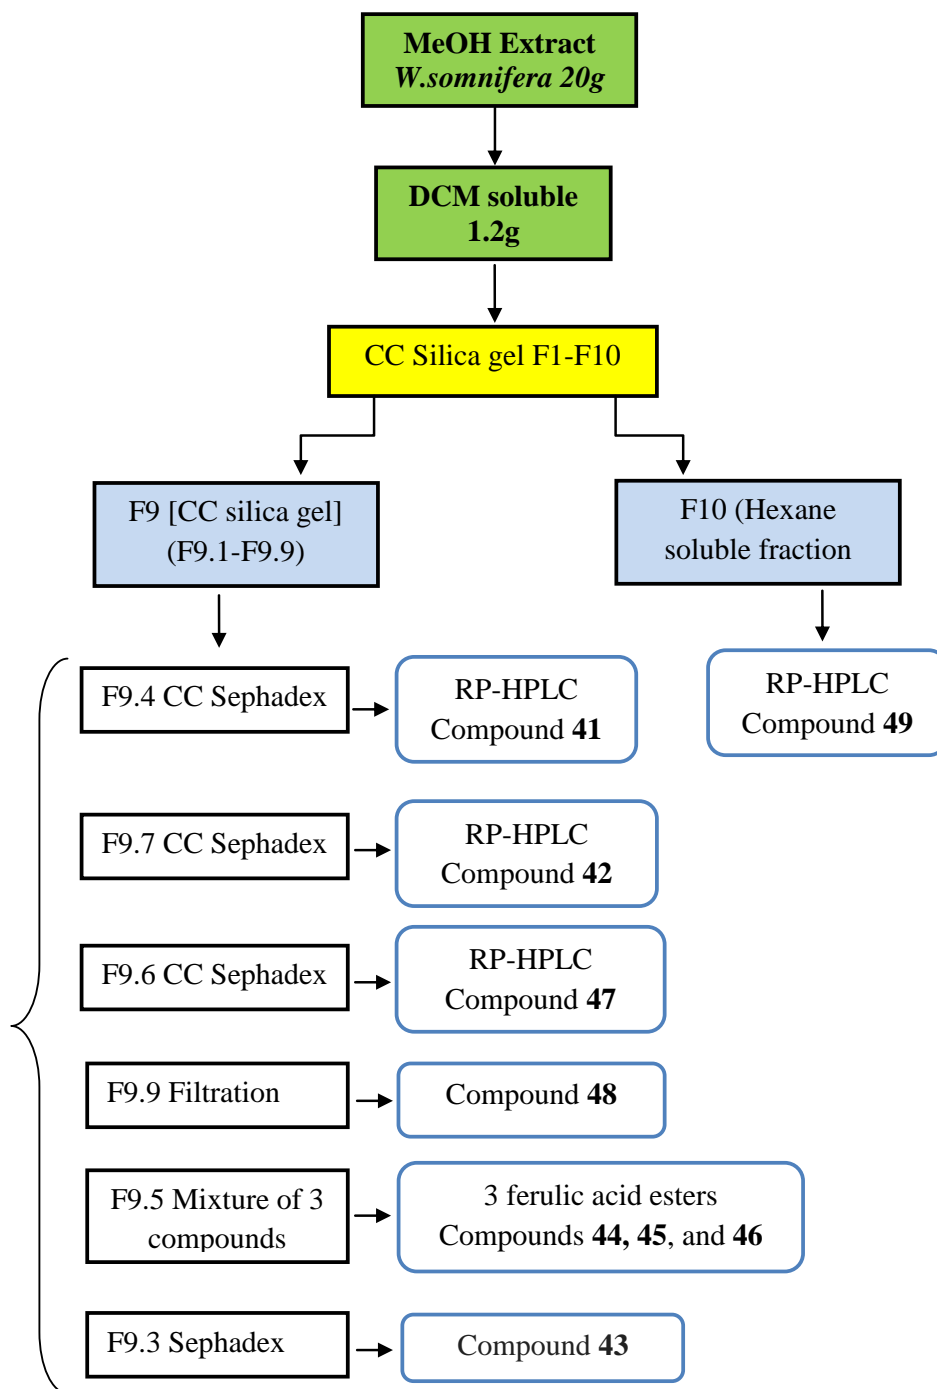 MeOH Extract
W.somnifera 20g
DCM soluble
1.2g
CC Silica gel F1-F10
F9 [CC silica gel]
(F9.1-F9.9)
F10 (Hexane
soluble fraction
F9.4 CC Sephadex
RP-HPLC
Compound 41
RP-HPLC
Compound 49
F9.7 CC Sephadex
RP-HPLC
Compound 42
F9.6 CC Sephadex
RP-HPLC
Compound 47
F9.9 Filtration
Compound 48
F9.5 Mixture of 3
compounds
3 ferulic acid esters
Compounds 44, 45, and 46
F9.3 Sephadex
Compound 43